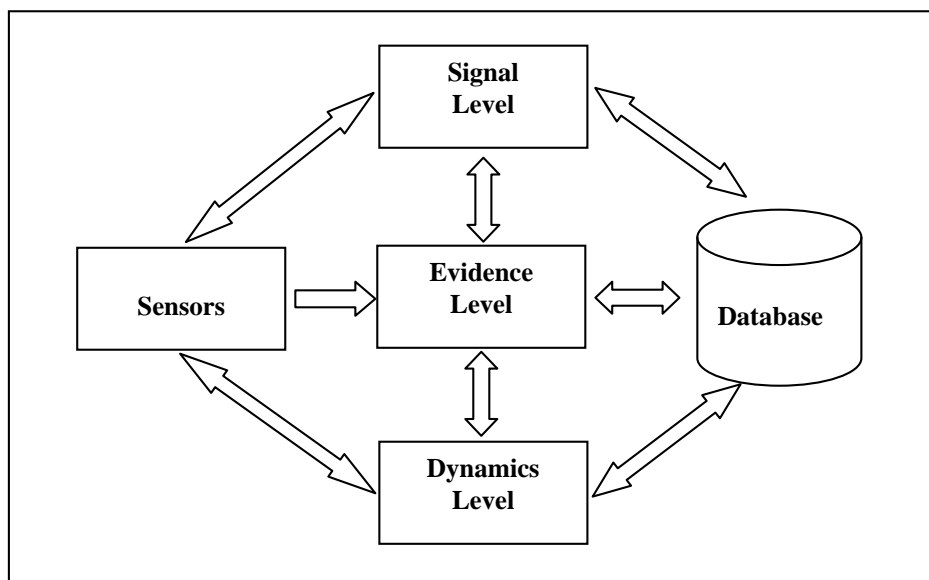 Signal
Level
Sensors
Evidence
Level
Database
Dynamics
Level